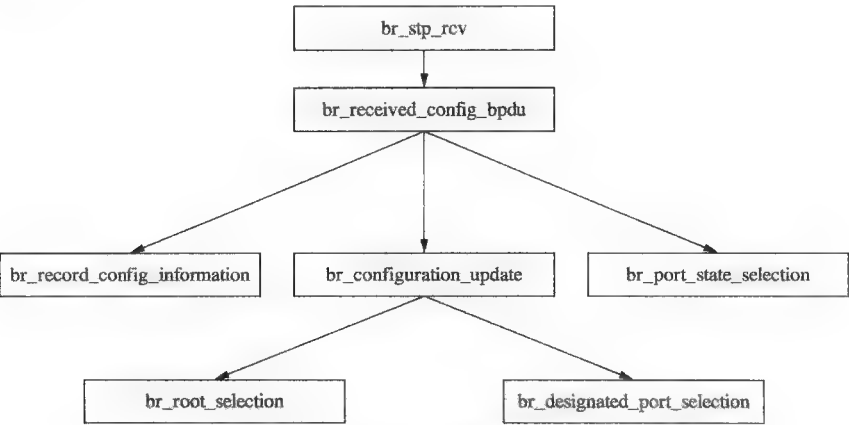 br_stp_rcv
br_received_config_bpdu
br_record_config_information
br_configuration_update
br_port_state_selection
br_root_selection
br_designated_port_selection